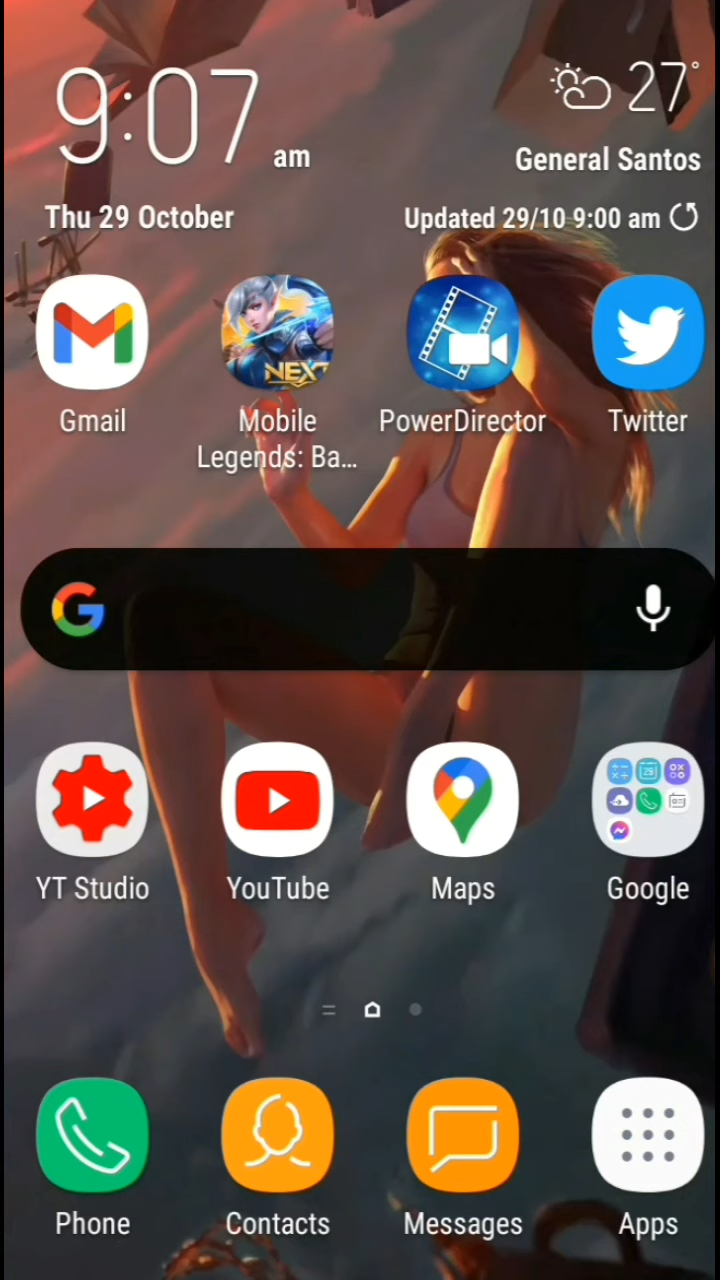 9:07 am
27°
General Santos
Thu 29 October
Updated 29/10 9:00 am
NEXT
Gmail
Mobile
Legends: Ba...
PowerDirector
Twitter
G
YT Studio
YouTube
Maps
Google
Phone
Contacts
Messages
Apps